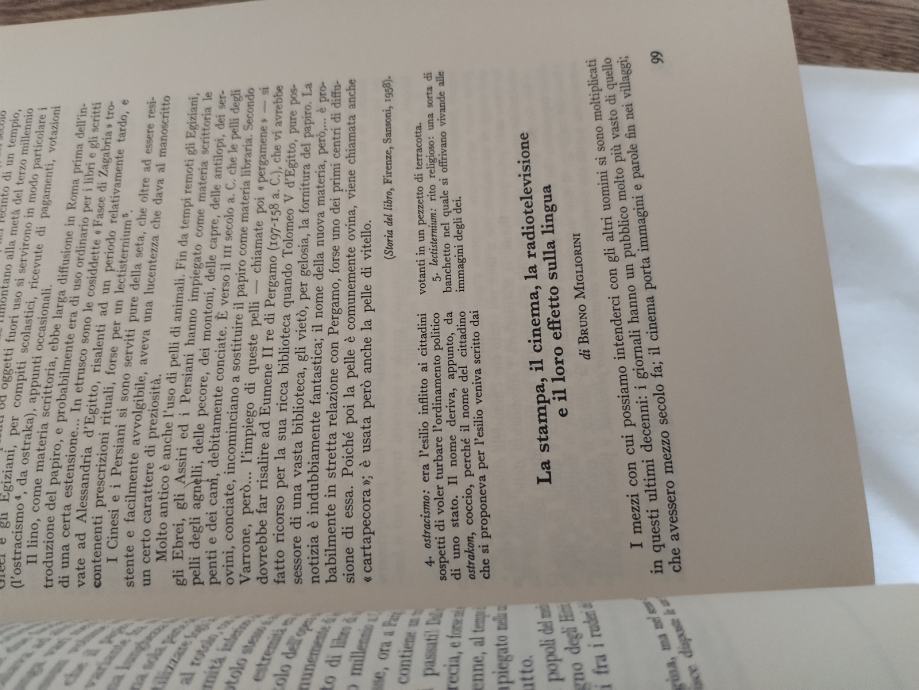 od oggetti fuori uso si servirono in modo particolare i
Egiziani, per compiti scolastici, ricevute di pagamenti, votazioni
(l'ostracismo⁴, da ostraka), appunti occasionali.
Il lino, come materia scrittoria, ebbe larga diffusione in Roma prima dell'in-
troduzione del papiro, e probabilmente era di uso ordinario per i libri e gli scritti
di una certa estensione... In etrusco sono le cosiddette « Fasce di Zagabria » tro-
vate ad Alessandria d'Egitto, risalenti ad un periodo relativamente tardo, e
contenenti prescrizioni rituali, forse per un lectisternium⁵.
I Cinesi e i Persiani si sono serviti pure della seta, che oltre ad essere resi-
stente e facilmente avvolgibile, aveva una lucentezza che dava al manoscritto
un certo carattere di preziosità.
Molto antico è anche l'uso di pelli di animali. Fin da tempi remoti gli Egiziani,
gli Ebrei, gli Assiri ed i Persiani hanno impiegato come materia scrittoria le
pelli degli agnelli, delle pecore, dei montoni, delle capre, delle antilopi, dei ser-
penti e dei cani, debitamente conciate. È verso il III secolo a. C. che le pelli degli
ovini, conciate, incominciano a sostituire il papiro come materia libraria. Secondo
Varrone, però... l'impiego di queste pelli — chiamate poi « pergamene » — si
dovrebbe far risalire ad Eumene II re di Pergamo (197-158 a. C.), che vi avrebbe
fatto ricorso per la sua ricca biblioteca quando Tolomeo V d'Egitto, pure pos-
sessore di una vasta biblioteca, gli vietò, per gelosia, la fornitura del papiro. La
notizia è indubbiamente fantastica; il nome della nuova materia, però,... è pro-
babilmente in stretta relazione con Pergamo, forse uno dei primi centri di diffu-
sione di essa. Poiché poi la pelle è comunemente ovina, viene chiamata anche
« cartapecora »; è usata però anche la pelle di vitello.
(Storia del libro, Firenze, Sansoni, 1958).
4. ostracismo: era l'esilio inflitto ai cittadini
sospetti di voler turbare l'ordinamento politico
di uno stato. Il nome deriva, appunto, da
ostrakon, coccio, perché il nome del cittadino
che si proponeva per l'esilio veniva scritto dai
votanti in un pezzetto di terracotta.
5. lectisternium: rito religioso: una sorta di
banchetto nel quale si offrivano vivande alle
immagini degli dei.
La stampa, il cinema, la radiotelevisione
e il loro effetto sulla lingua
di BRUNO MIGLIORINI
I mezzi con cui possiamo intenderci con gli altri uomini si sono moltiplicati
in questi ultimi decenni: i giornali hanno un pubblico molto più vasto di quello
che avessero mezzo secolo fa; il cinema porta immagini e parole fin nei villaggi;
99